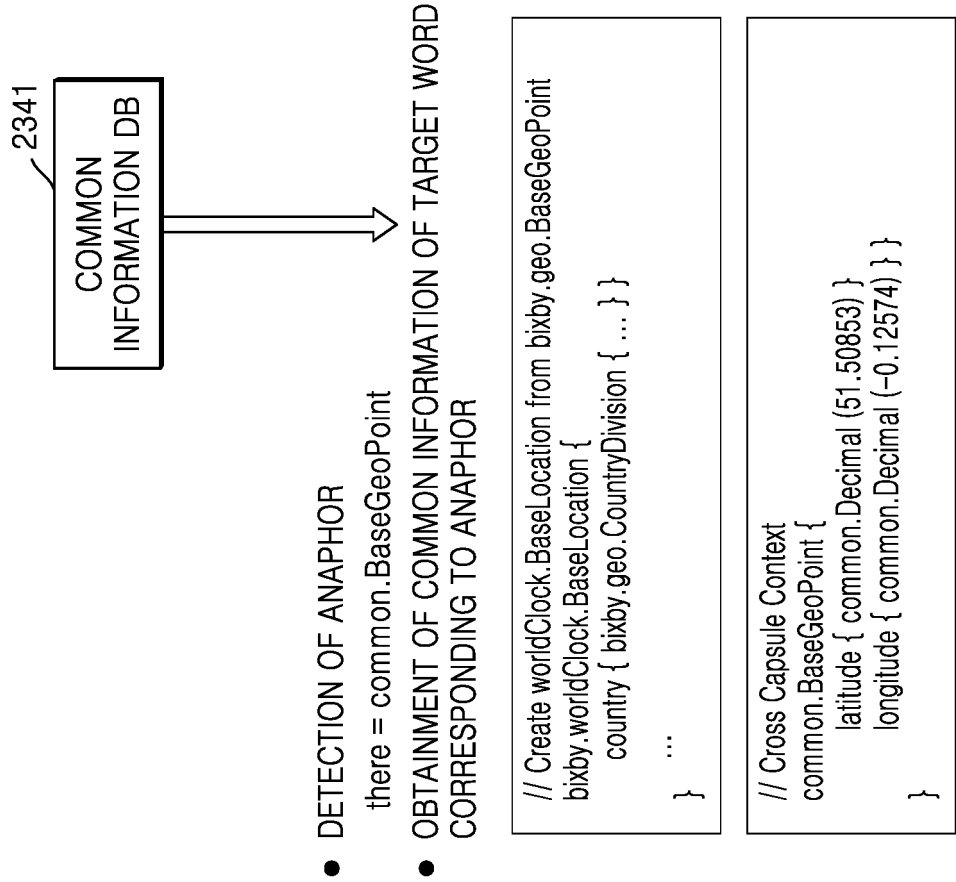 2341
COMMON
INFORMATION DB
● DETECTION OF ANAPHOR
there = common.BaseGeoPoint
● OBTAINMENT OF COMMON INFORMATION OF TARGET WORD
CORRESPONDING TO ANAPHOR
// Create worldClock.BaseLocation from bixby.geo.BaseGeoPoint
bixby.worldClock.BaseLocation {
country { bixby.geo.CountryDivision { ... } }
...
}
// Cross Capsule Context
common.BaseGeoPoint {
latitude { common.Decimal (51.50853) }
longitude { common.Decimal (−0.12574) } }
}